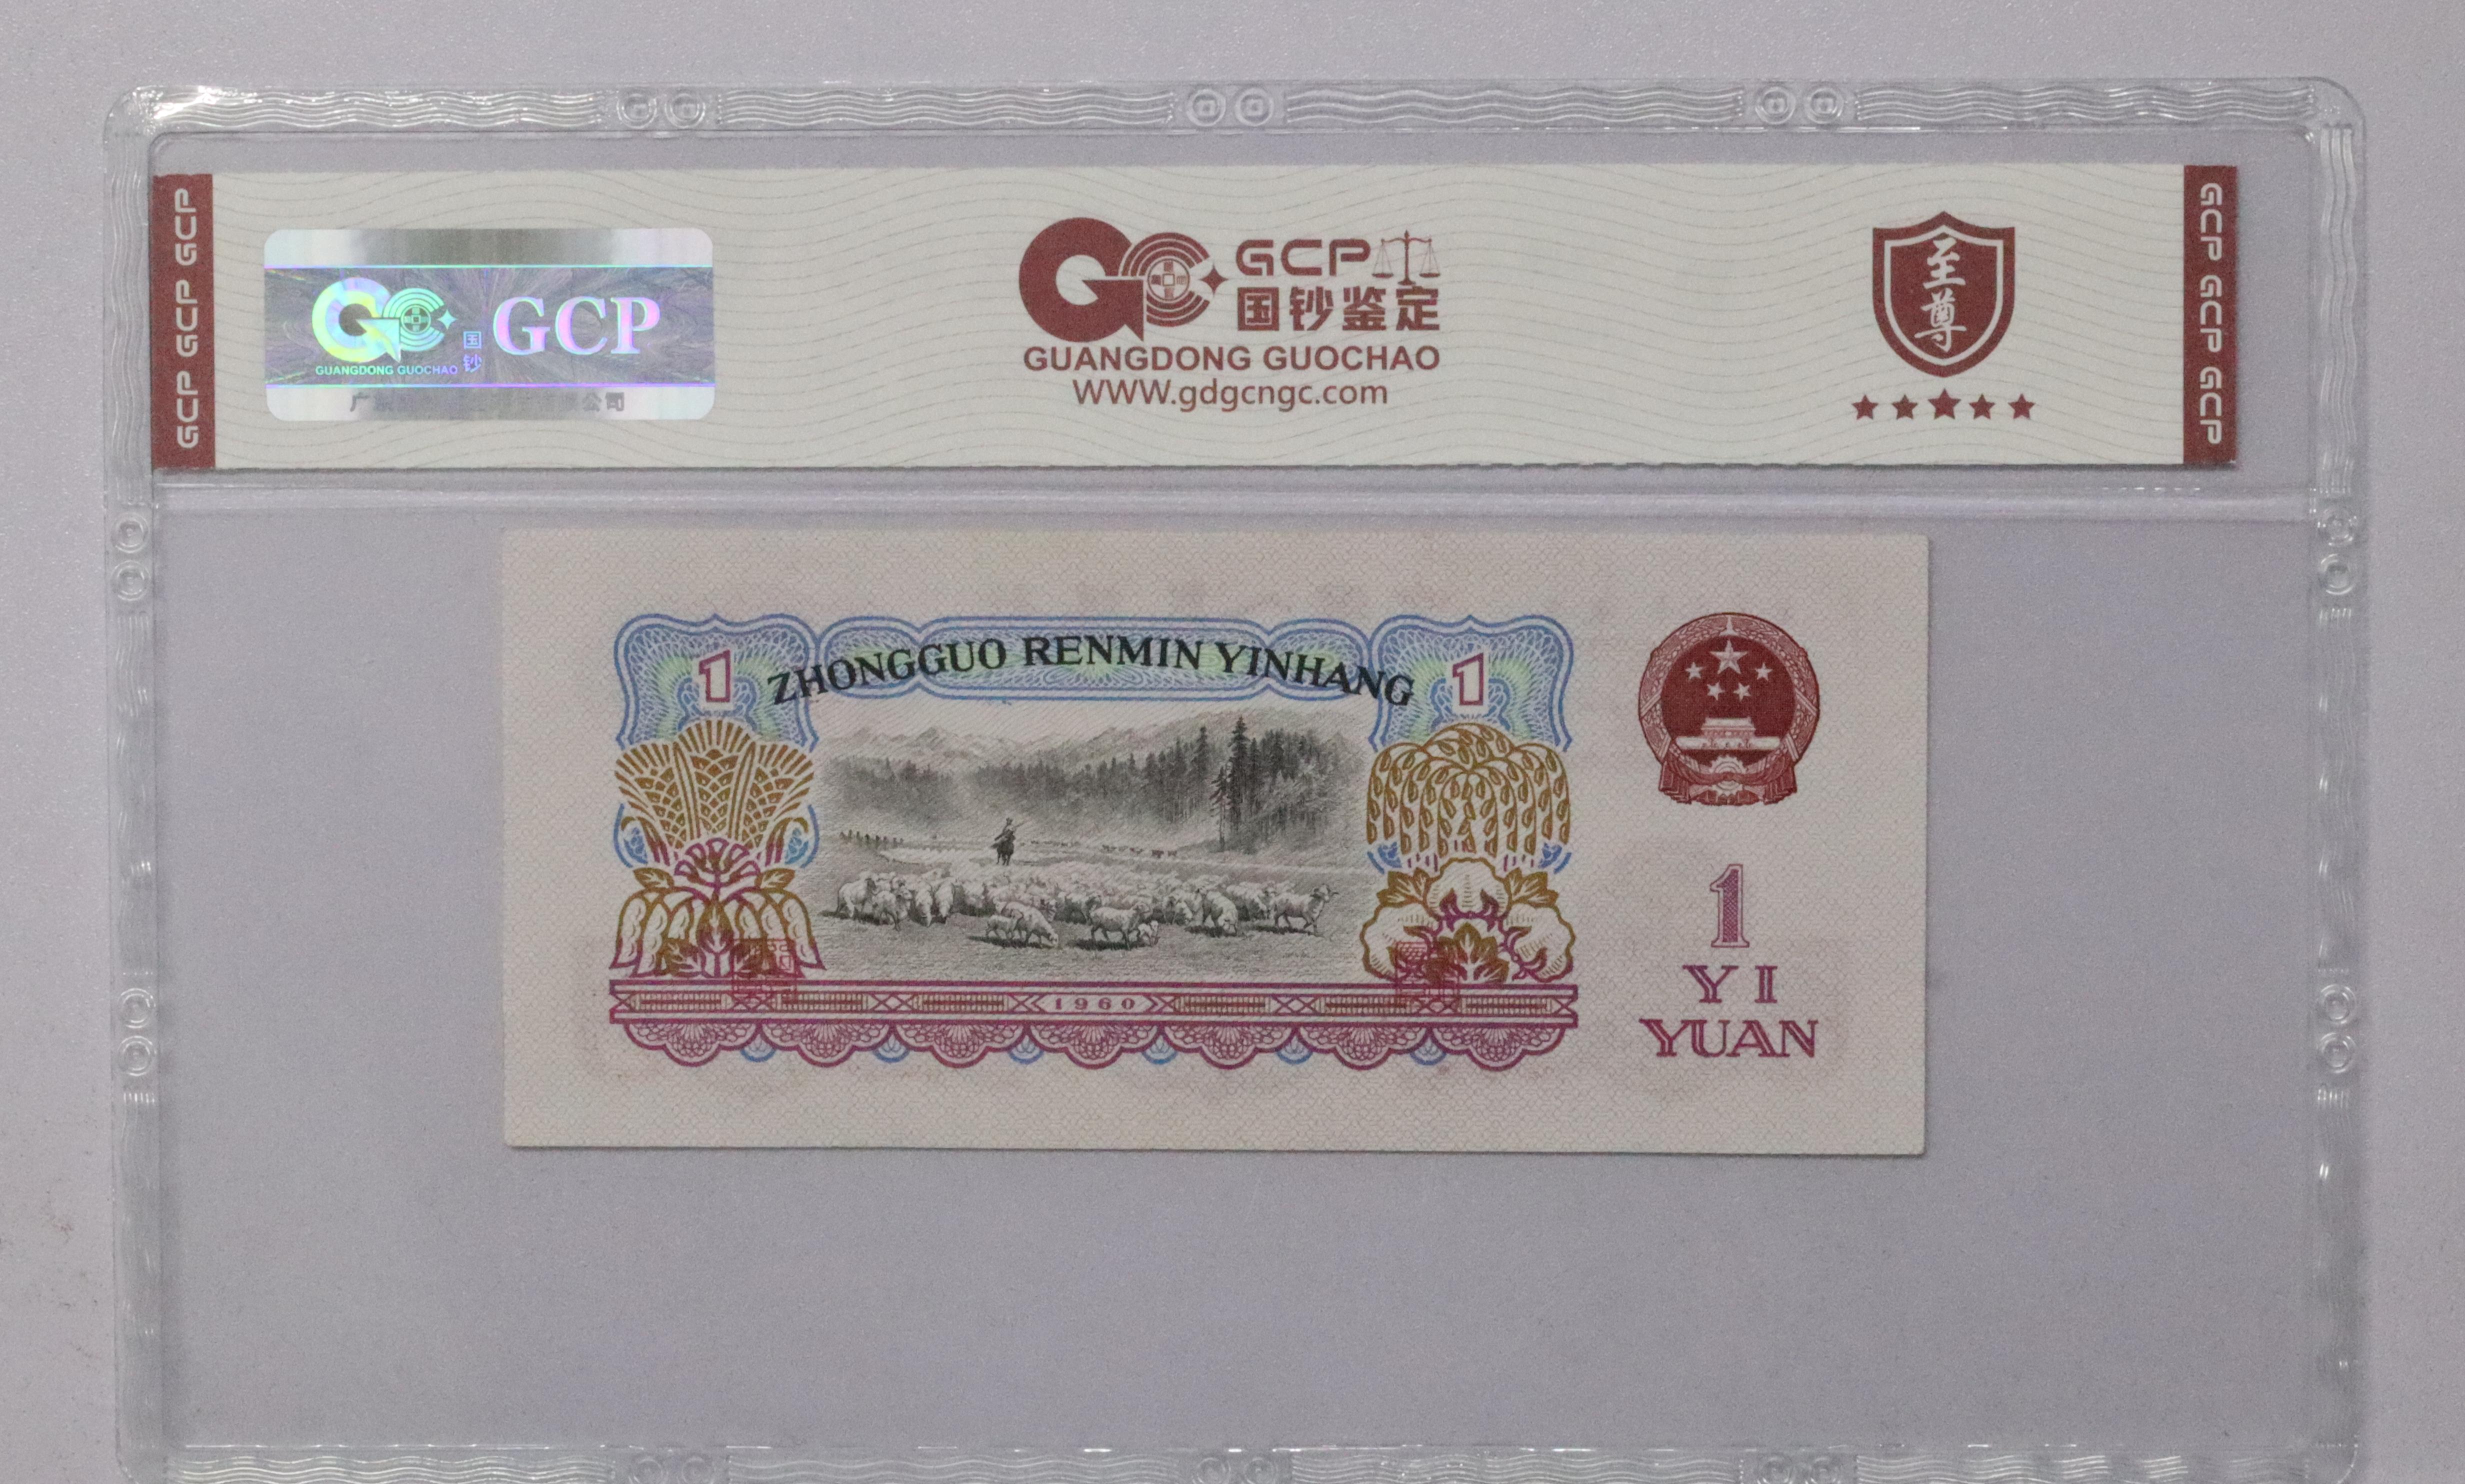 GCP GCP GCP
GC 国钞 GCP
GUANGDONG GUOCHAO
GCP
国钞鉴定
GUANGDONG GUOCHAO
WWW.gdgcngc.com
至尊
GCP GCP GCP
1 ZHONGGUO RENMIN YINHANG 1
1960
1
YI
YUAN